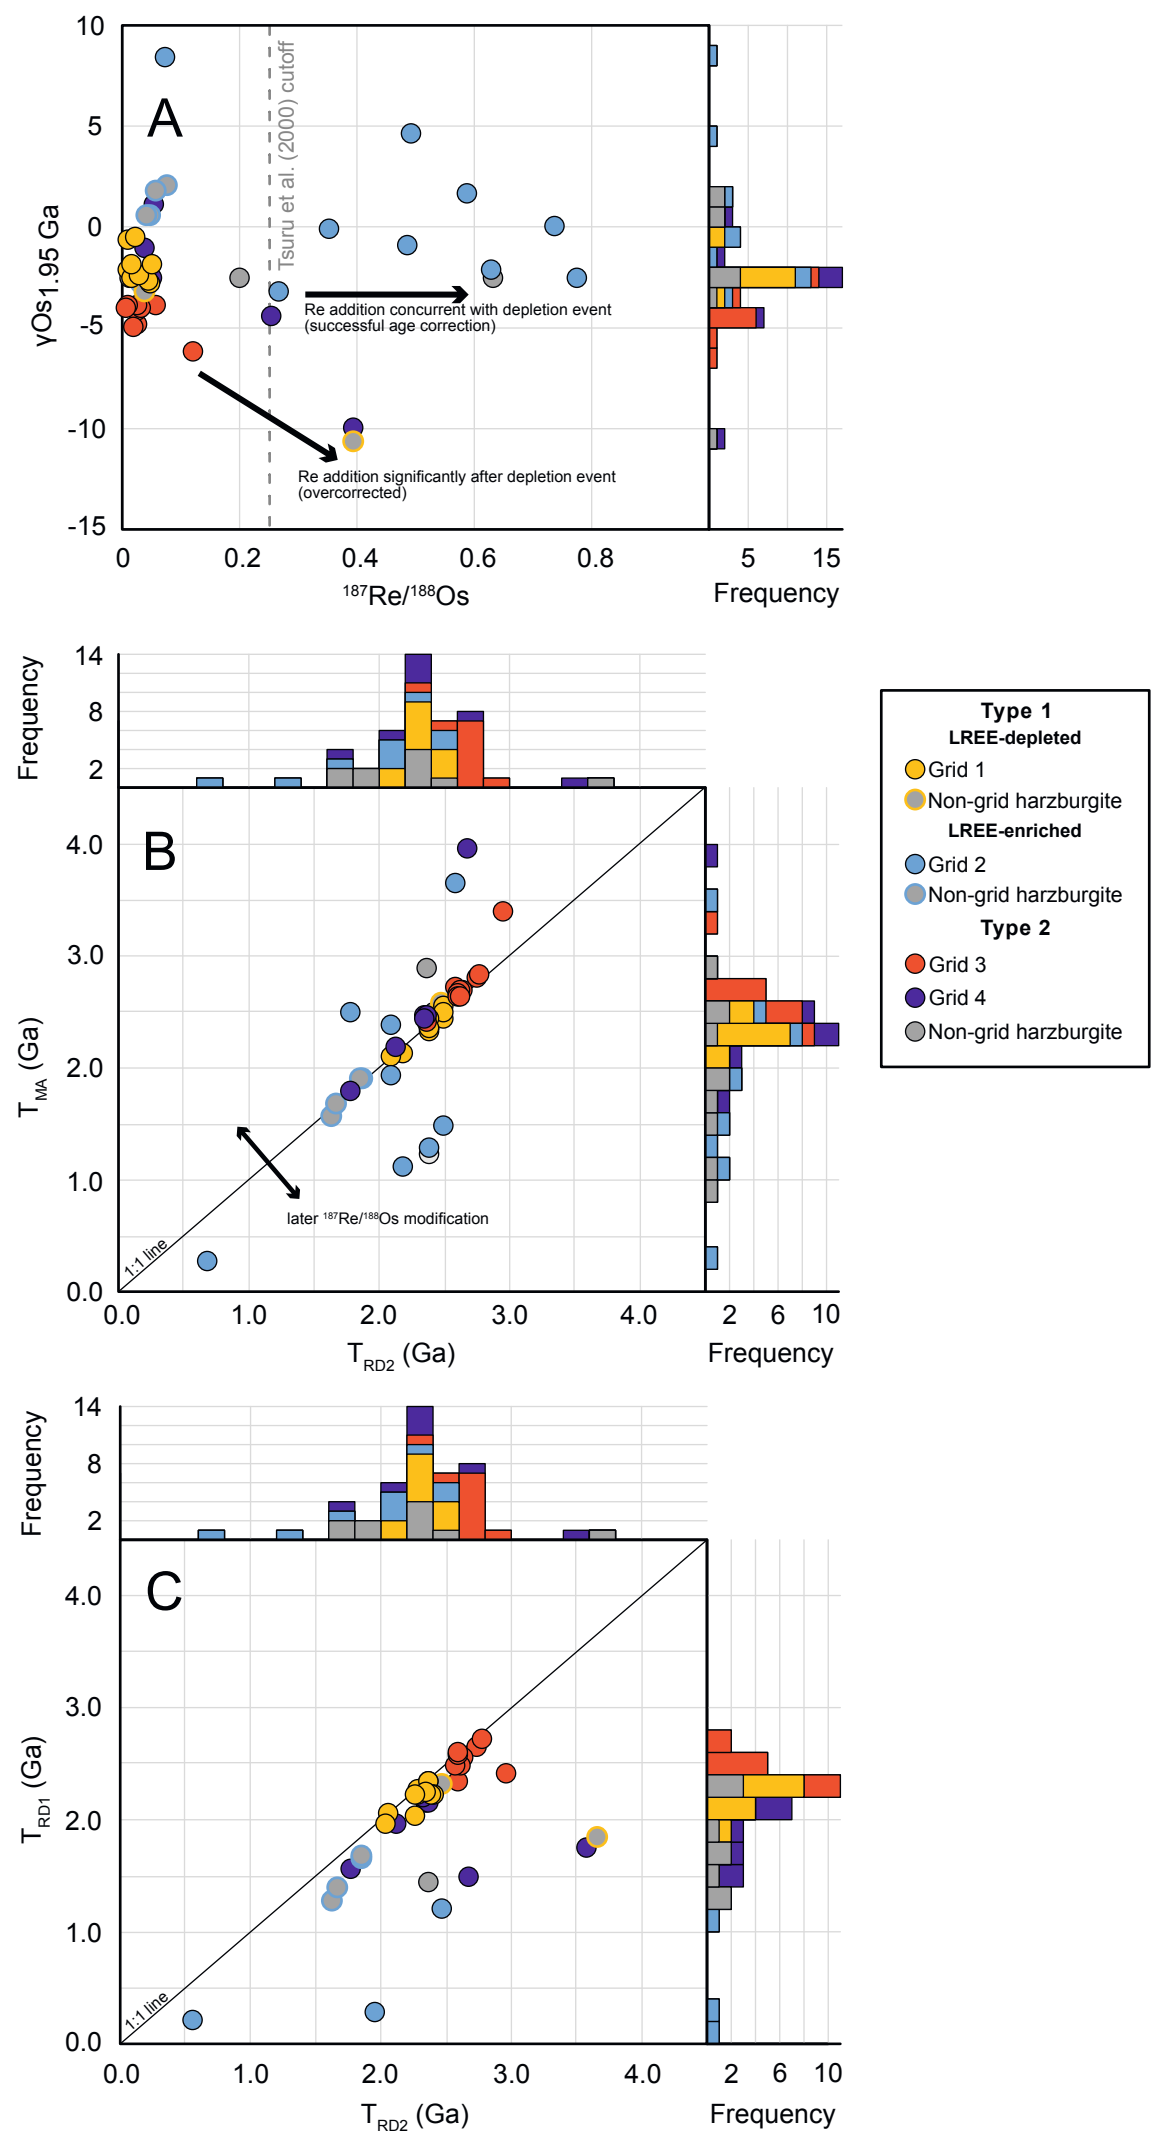 10
5
0
-5
-10
-15
γOs1.95 Ga
A
Tsuru et al. (2000) cutoff
Re addition concurrent with depletion event
(successful age correction)
Re addition significantly after depletion event
(overcorrected)
0 0.2 0.4 0.6 0.8
187Re/188Os
5 15
Frequency
Frequency
14
8
2
B
4.0
3.0
2.0
1.0
0.0
TMA (Ga)
1:1 line
later 187Re/188Os modification
0.0 1.0 2.0 3.0 4.0
TRD2 (Ga)
2 6 10
Frequency
Type 1
LREE-depleted
Grid 1
Non-grid harzburgite
LREE-enriched
Grid 2
Non-grid harzburgite
Type 2
Grid 3
Grid 4
Non-grid harzburgite
Frequency
14
8
2
C
4.0
3.0
2.0
1.0
0.0
TRD1 (Ga)
1:1 line
0.0 1.0 2.0 3.0 4.0
TRD2 (Ga)
2 6 10
Frequency